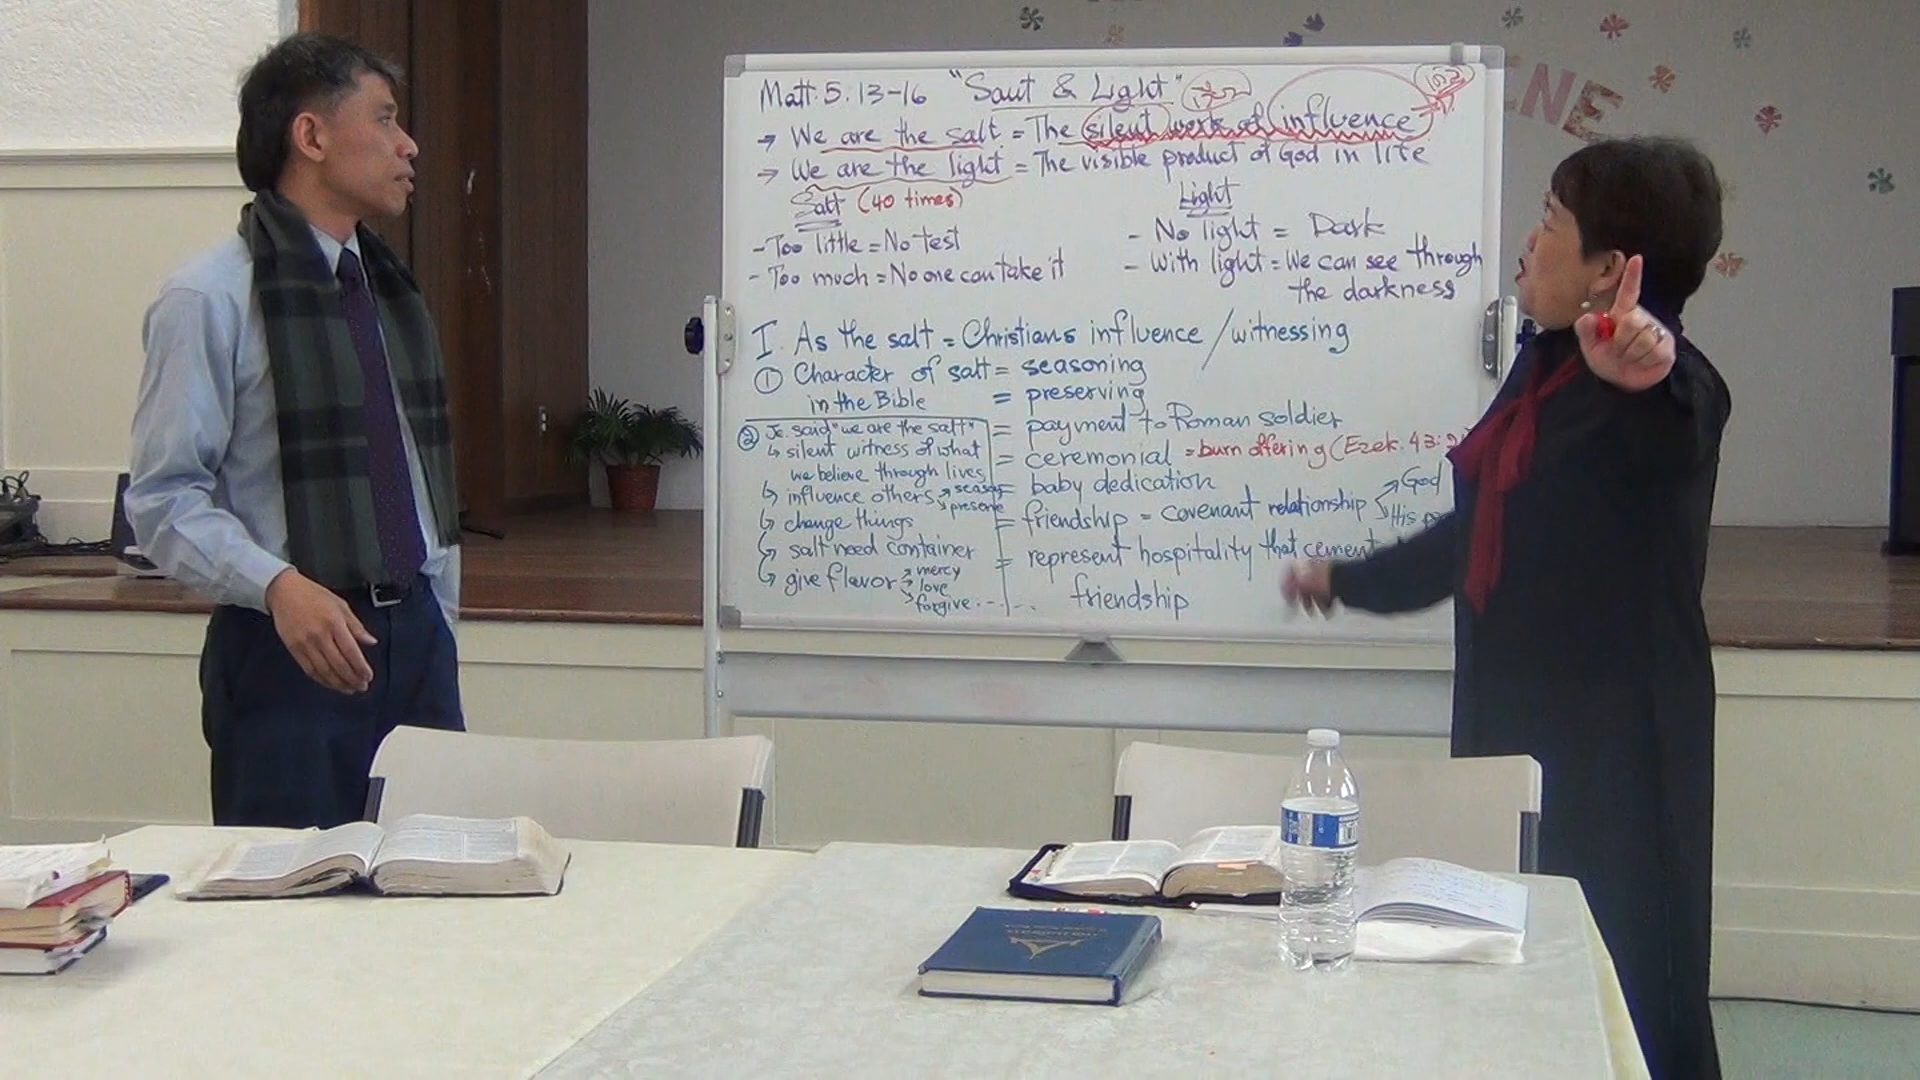 Matt. 5. 13-16 "Saut & Light"
→ We are the salt = The silent work of influence
→ We are the light = The visible product of God in life
Salt (40 times)
- Too little = No test
- Too much = No one can take it
Light
- No light = Dark
- With light = We can see through
the darkness
I. As the salt = Christians influence / witnessing
① Character of salt = seasoning
in the Bible = preserving
= payment to Roman soldier
= ceremonial = burn offering (Ezek. 43:
= baby dedication
= friendship = covenant relationship God
His
= represent hospitality that cement
friendship
② Je. said "we are the salt"
↳ silent witness of what
we believe through lives
↳ influence others → season
preserve
↳ change things
↳ salt need container
↳ give flavor → mercy
→ love
forgive . - . . .
NE